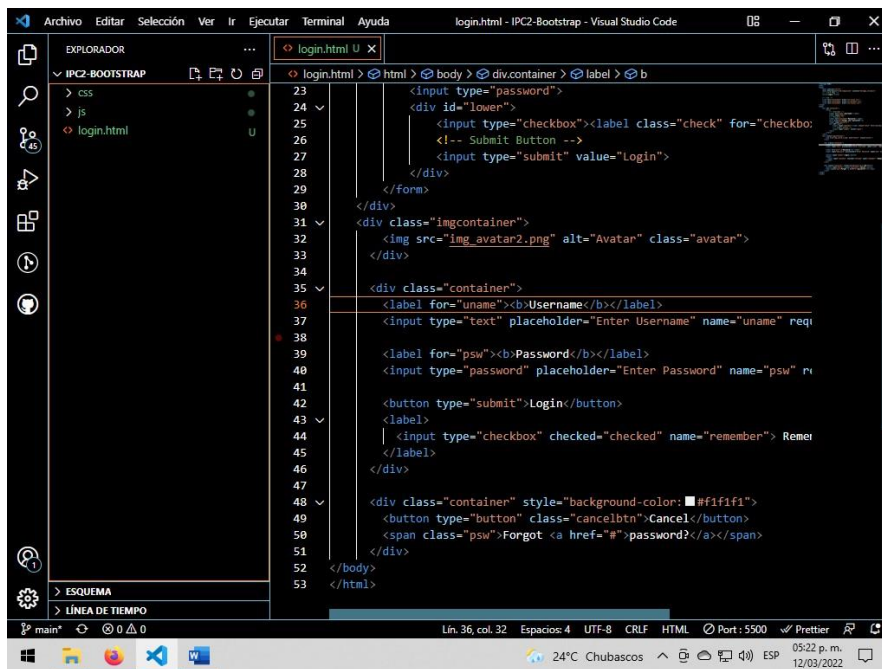 Archivo Editar Selección Ver Ir Ejecutar Terminal Ayuda login.html - IPC2-Bootstrap - Visual Studio Code
EXPLORADOR
IPC2-BOOTSTRAP
css
js
login.html U
ESQUEMA
LÍNEA DE TIEMPO
45
1
login.html U
login.html > html > body > div.container > label > b
23 <input type="password">
24 <div id="lower">
25 <input type="checkbox"><label class="check" for="checkbox
26 <!-- Submit Button -->
27 <input type="submit" value="Login">
28 </div>
29 </form>
30 </div>
31 <div class="imgcontainer">
32 <img src="img_avatar2.png" alt="Avatar" class="avatar">
33 </div>
34
35 <div class="container">
36 <label for="uname"><b>Username</b></label>
37 <input type="text" placeholder="Enter Username" name="uname" requ
38
39 <label for="psw"><b>Password</b></label>
40 <input type="password" placeholder="Enter Password" name="psw" re
41
42 <button type="submit">Login</button>
43 <label>
44 <input type="checkbox" checked="checked" name="remember"> Remem
45 </label>
46 </div>
47
48 <div class="container" style="background-color: #f1f1f1">
49 <button type="button" class="cancelbtn">Cancel</button>
50 <span class="psw">Forgot <a href="#">password?</a></span>
51 </div>
52 </body>
53 </html>
main* 0 0 Lín. 36, col. 32 Espacios: 4 UTF-8 CRLF HTML Port : 5500 Prettier
24°C Chubascos ESP 05:22 p. m.
12/03/2022